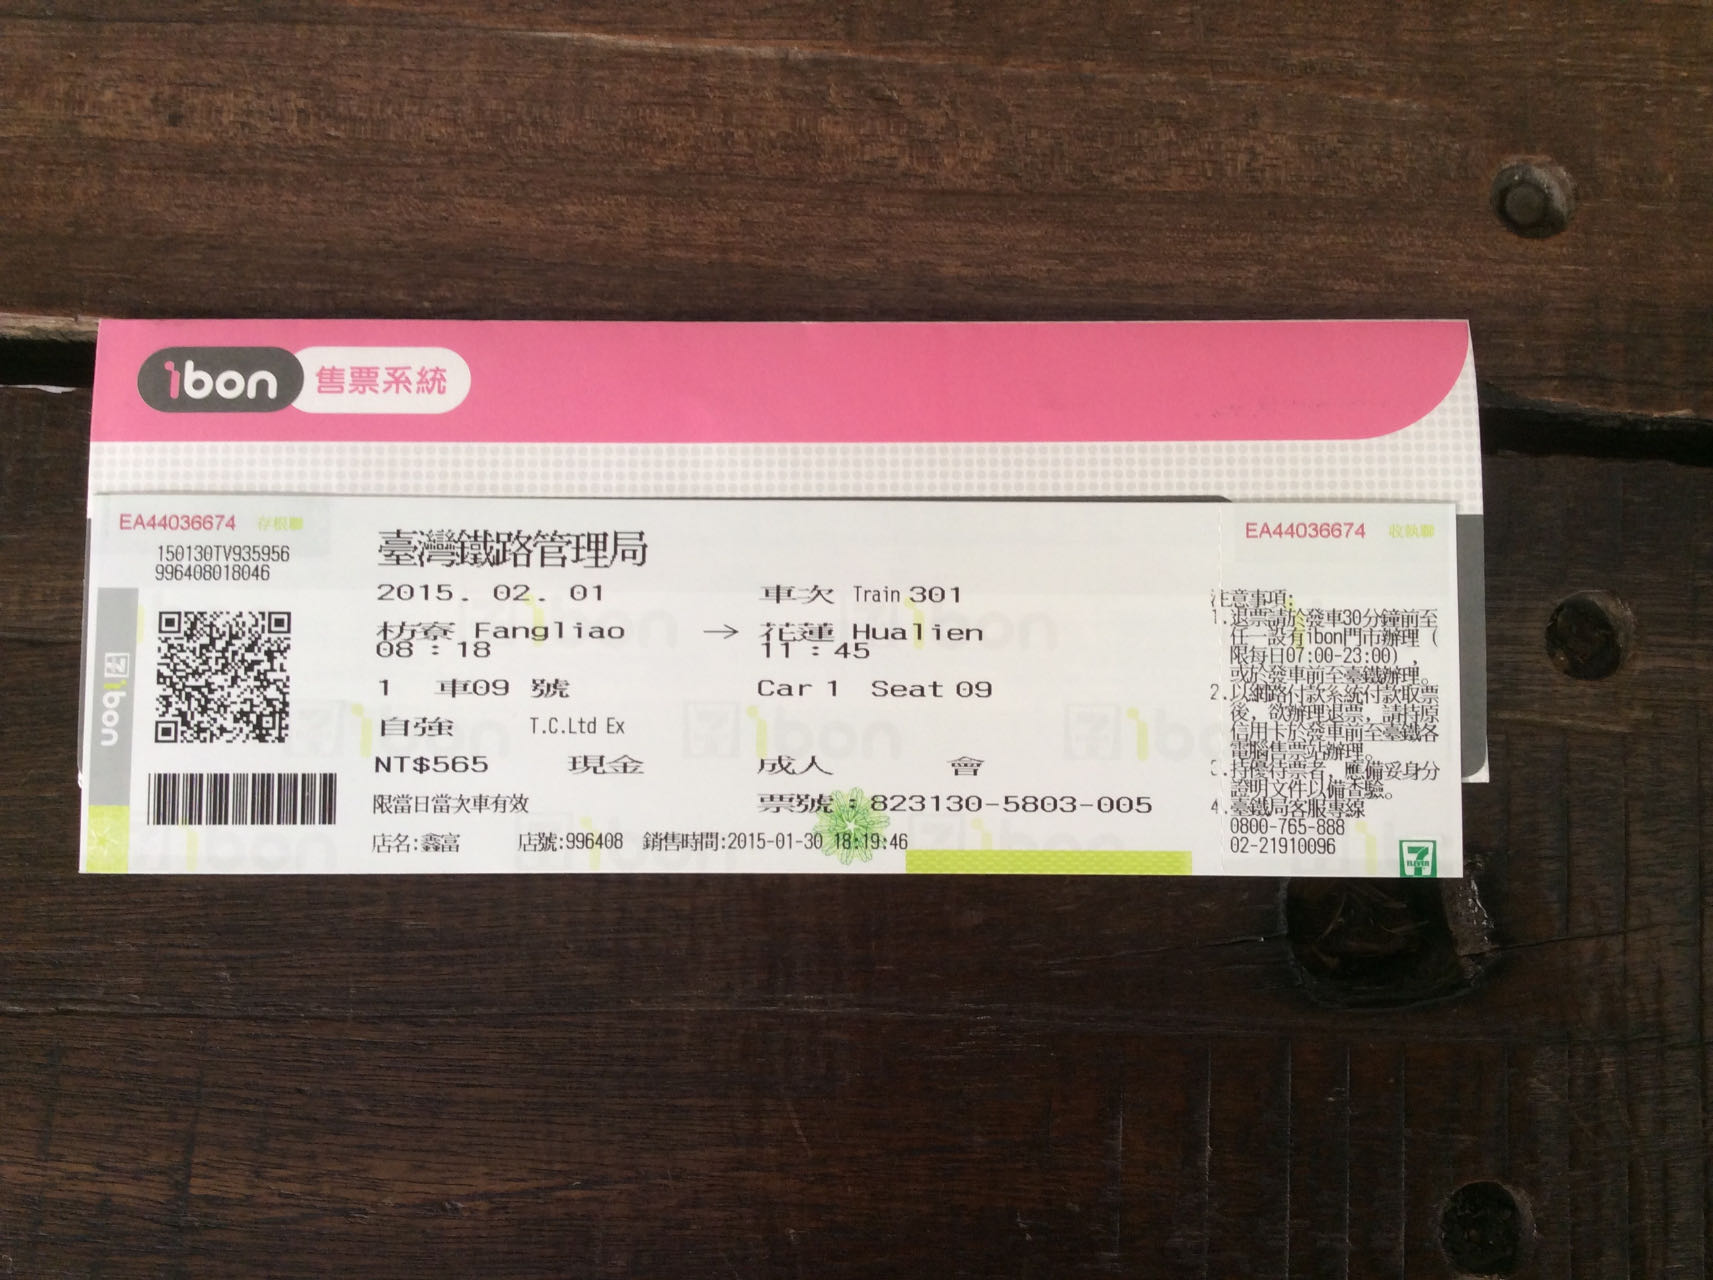 ibon 售票系統
EA44036674 存根聯
150130TV935956
996408018046
ibon
臺灣鐵路管理局
2015. 02. 01 車次 Train 301
枋寮 Fangliao → 花蓮 Hualien
08:18 11:45
1 車09 號 Car 1 Seat 09
自強 T.C.Ltd Ex
NT$565 現金 成人 會
限當日當次車有效 票號:823130-5803-005
店名:鑫富 店號:996408 銷售時間:2015-01-30 18:19:46
EA44036674 收執聯
注意事項:
1.退票請於發車30分鐘前至
任一設有ibon門市辦理(
限每日07:00-23:00),
或於發車前至臺鐵辦理。
2.以網路付款系統付款取票
後,欲辦理退票,請持原
信用卡於發車前至臺鐵各
電腦售票站辦理。
3.持優待票者,應備妥身分
證明文件以備查驗。
4.臺鐵局客服專線
0800-765-888
02-21910096
7 ELEVEN